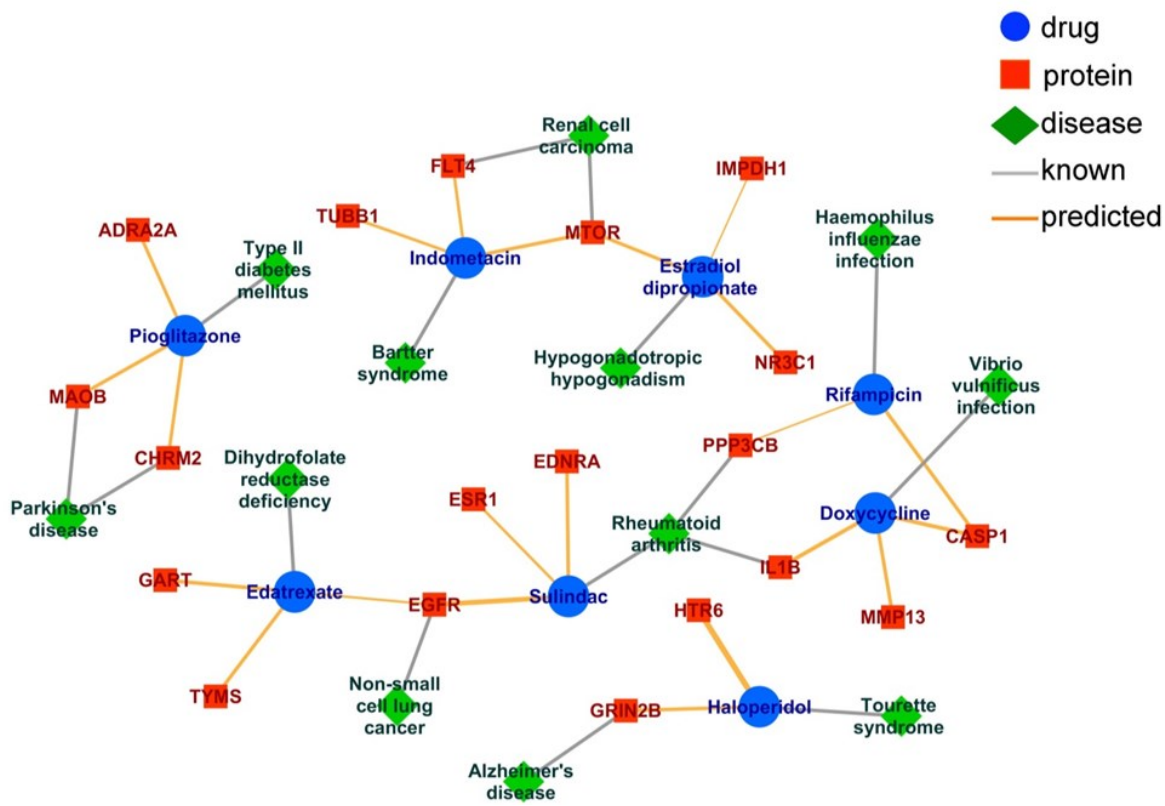 drug
protein
disease
known
predicted
Renal cell
carcinoma
FLT4
IMPDH1
TUBB1
ADRA2A
MTOR
Haemophilus
influenzae
infection
Type II
diabetes
mellitus
Indometacin
Estradiol
dipropionate
Pioglitazone
Bartter
syndrome
Hypogonadotropic
hypogonadism
NR3C1
Rifampicin
Vibrio
vulnificus
infection
MAOB
CHRM2
PPP3CB
Dihydrofolate
reductase
deficiency
EDNRA
ESR1
Parkinson's
disease
Rheumatoid
arthritis
Doxycycline
CASP1
IL1B
GART
Edatrexate
EGFR
Sulindac
HTR6
MMP13
TYMS
Non-small
cell lung
cancer
GRIN2B
Haloperidol
Tourette
syndrome
Alzheimer's
disease